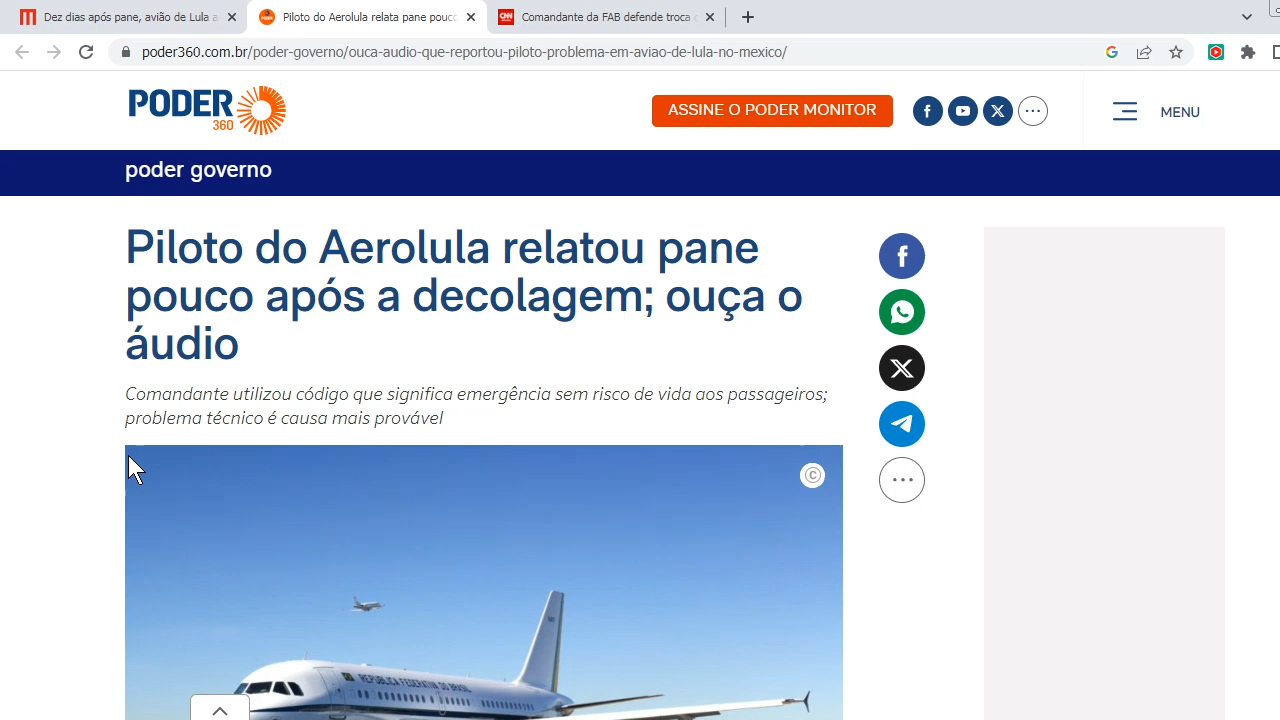 Dez dias após pane, avião de Lula a
Piloto do Aerolula relata pane pouco
Comandante da FAB defende troca
poder360.com.br/poder-governo/ouca-audio-que-reportou-piloto-problema-em-aviao-de-lula-no-mexico/
PODER
360
ASSINE O PODER MONITOR
MENU
poder governo
Piloto do Aerolula relatou pane
pouco após a decolagem; ouça o
áudio
Comandante utilizou código que significa emergência sem risco de vida aos passageiros;
problema técnico é causa mais provável
©
REPÚBLICA FEDERATIVA DO BRASIL